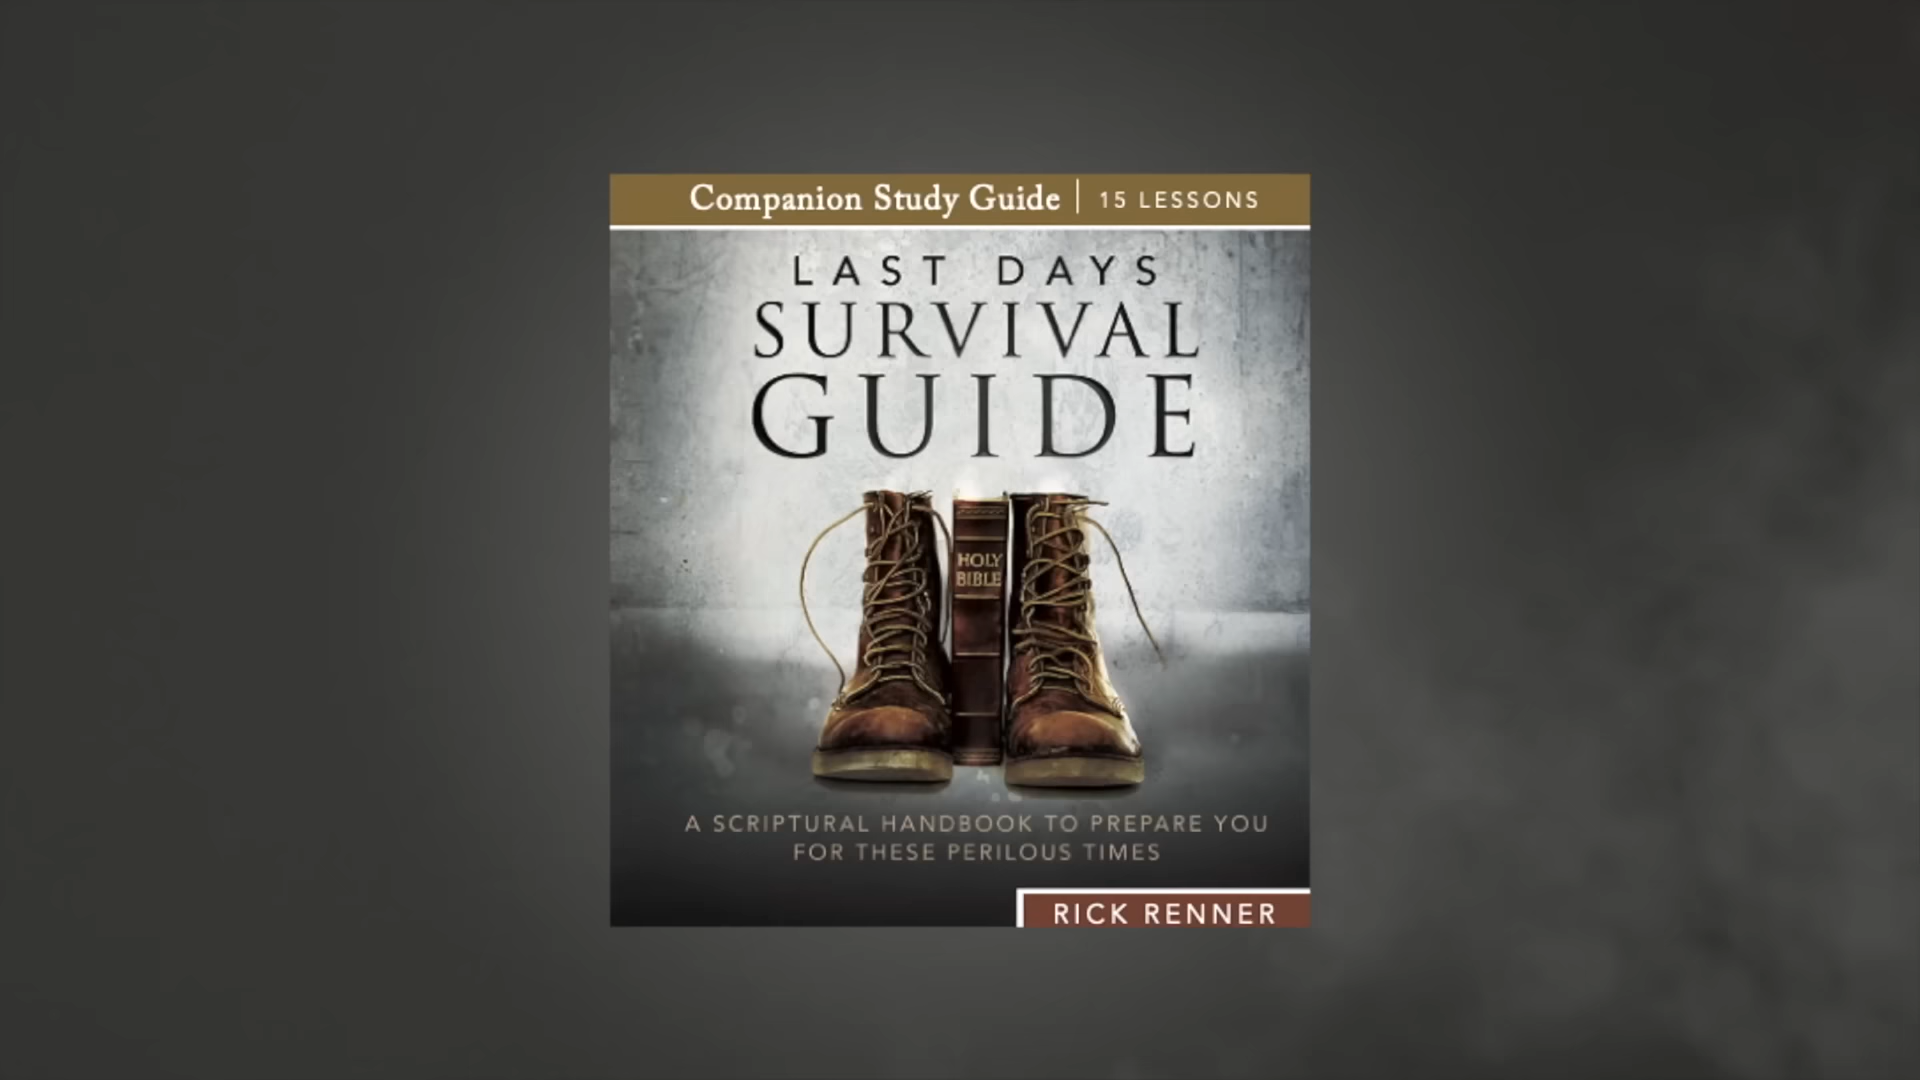 Companion Study Guide | 15 LESSONS
LAST DAYS
SURVIVAL
GUIDE
HOLY
BIBLE
A SCRIPTURAL HANDBOOK TO PREPARE YOU
FOR THESE PERILOUS TIMES
RICK RENNER